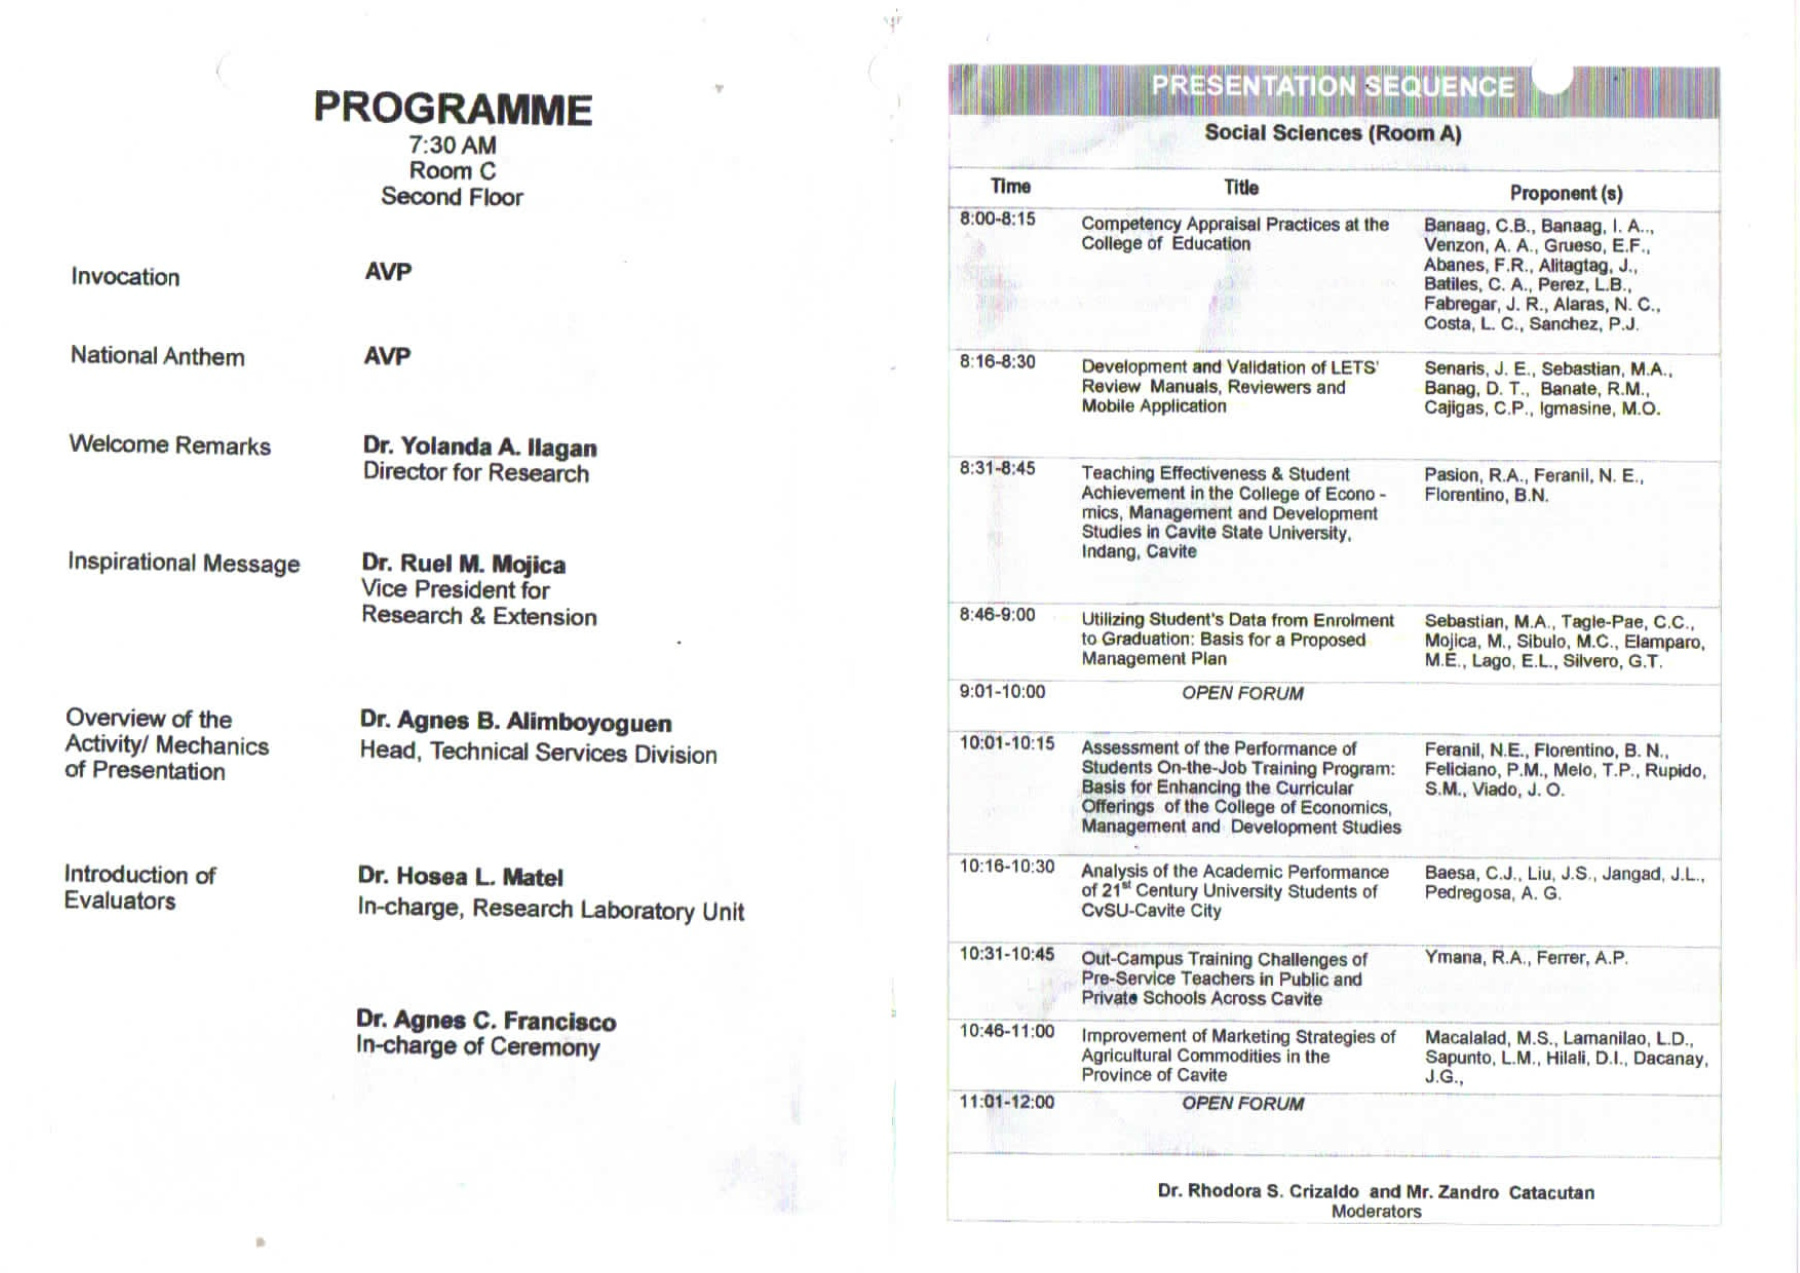 PROGRAMME
7:30 AM
Room C
Second Floor
Invocation AVP
National Anthem AVP
Welcome Remarks Dr. Yolanda A. Ilagan
Director for Research
Inspirational Message Dr. Ruel M. Mojica
Vice President for
Research & Extension
Overview of the Dr. Agnes B. Alimboyoguen
Activity/ Mechanics Head, Technical Services Division
of Presentation
Introduction of Dr. Hosea L. Matel
Evaluators In-charge, Research Laboratory Unit
Dr. Agnes C. Francisco
In-charge of Ceremony
PRESENTATION SEQUENCE
Social Sciences (Room A)
Time Title Proponent (s)
8:00-8:15 Competency Appraisal Practices at the Banaag, C.B., Banaag, I. A..,
College of Education Venzon, A. A., Grueso, E.F.,
Abanes, F.R., Alitagtag, J.,
Batiles, C. A., Perez, L.B.,
Fabregar, J. R., Alaras, N. C.,
Costa, L. C., Sanchez, P.J.
8:16-8:30 Development and Validation of LETS' Senaris, J. E., Sebastian, M.A.,
Review Manuals, Reviewers and Banag, D. T., Banate, R.M.,
Mobile Application Cajigas, C.P., Igmasine, M.O.
8:31-8:45 Teaching Effectiveness & Student Pasion, R.A., Feranil, N. E.,
Achievement in the College of Econo - Florentino, B.N.
mics, Management and Development
Studies in Cavite State University,
Indang, Cavite
8:46-9:00 Utilizing Student's Data from Enrolment Sebastian, M.A., Tagle-Pae, C.C.,
to Graduation: Basis for a Proposed Mojica, M., Sibulo, M.C., Elamparo,
Management Plan M.E., Lago, E.L., Silvero, G.T.
9:01-10:00 OPEN FORUM
10:01-10:15 Assessment of the Performance of Feranil, N.E., Florentino, B. N.,
Students On-the-Job Training Program: Feliciano, P.M., Melo, T.P., Rupido,
Basis for Enhancing the Curricular S.M., Viado, J. O.
Offerings of the College of Economics,
Management and Development Studies
10:16-10:30 Analysis of the Academic Performance Baesa, C.J., Liu, J.S., Jangad, J.L.,
of 21st Century University Students of Pedregosa, A. G.
CvSU-Cavite City
10:31-10:45 Out-Campus Training Challenges of Ymana, R.A., Ferrer, A.P.
Pre-Service Teachers in Public and
Private Schools Across Cavite
10:46-11:00 Improvement of Marketing Strategies of Macalalad, M.S., Lamanilao, L.D.,
Agricultural Commodities in the Sapunto, L.M., Hilali, D.I., Dacanay,
Province of Cavite J.G.,
11:01-12:00 OPEN FORUM
Dr. Rhodora S. Crizaldo and Mr. Zandro Catacutan
Moderators